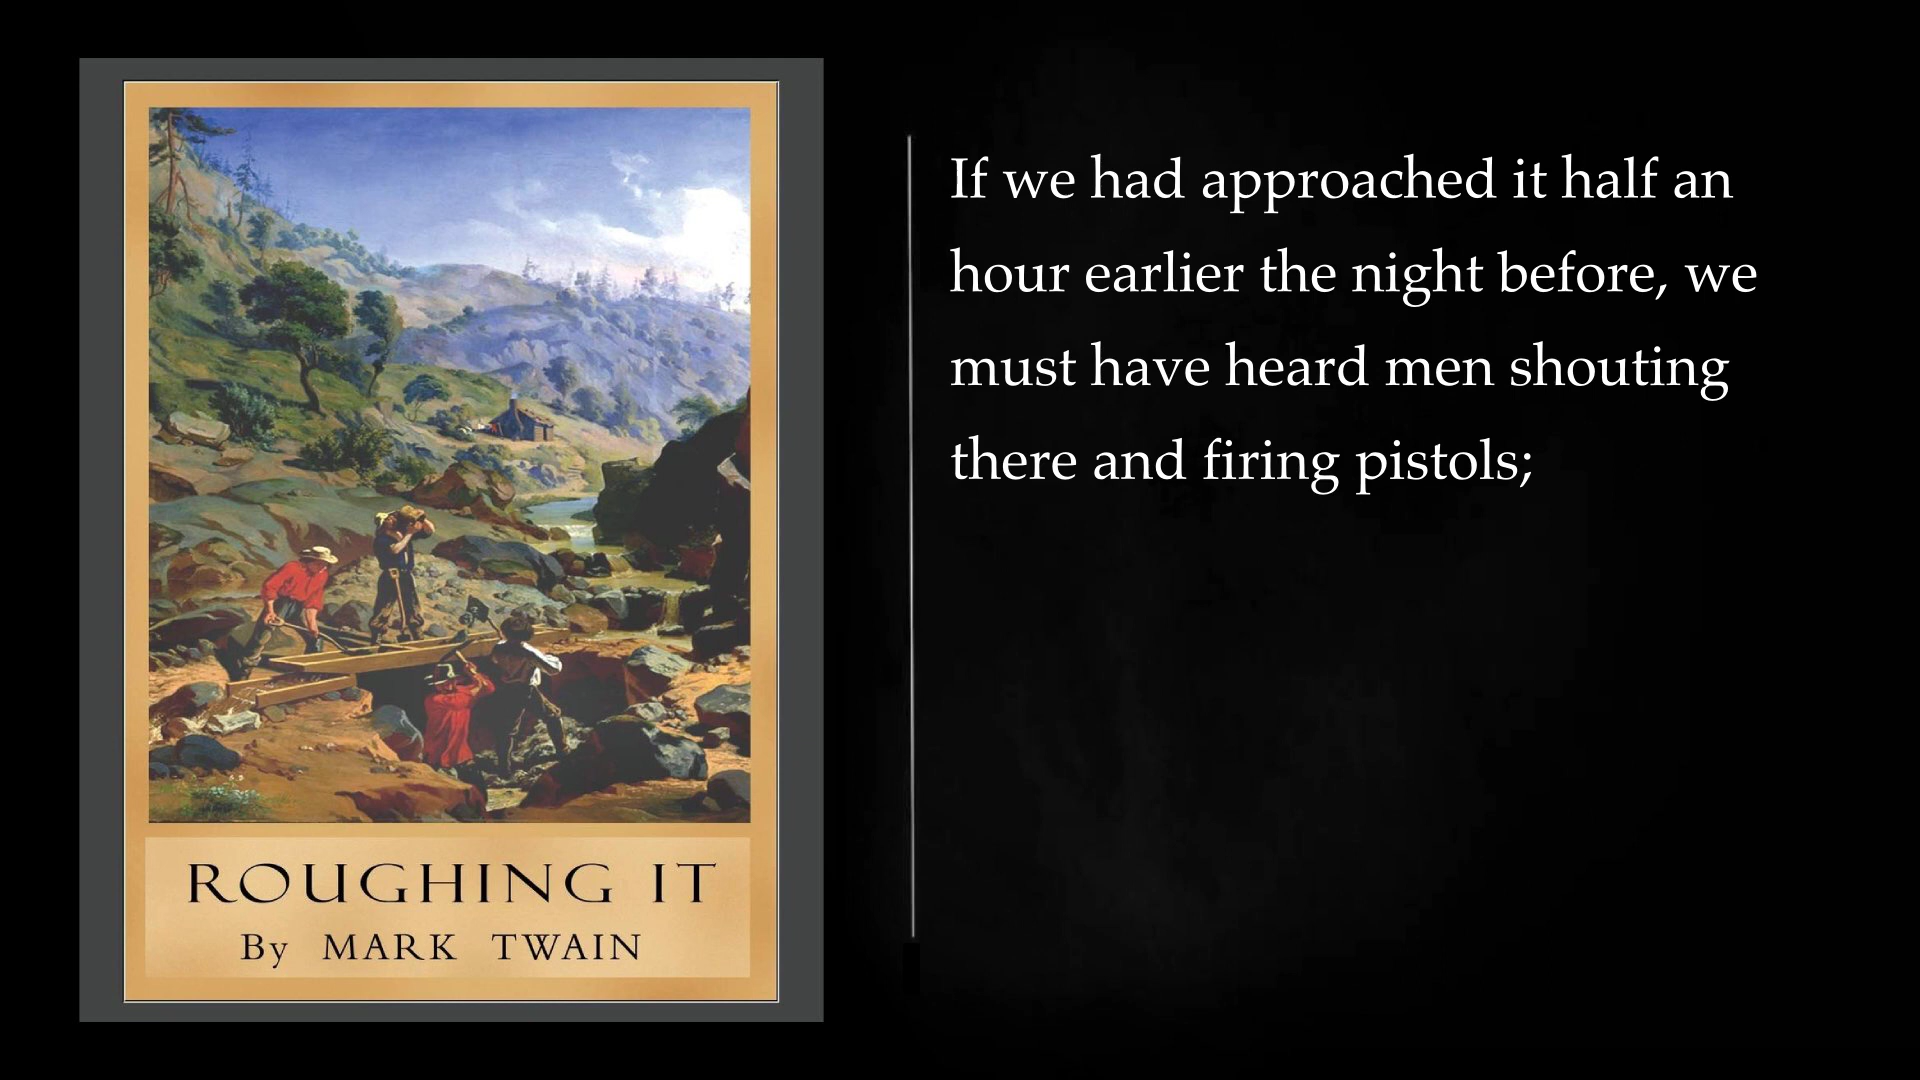 If we had approached it half an
hour earlier the night before, we
must have heard men shouting
there and firing pistols;
ROUGHING IT
By MARK TWAIN